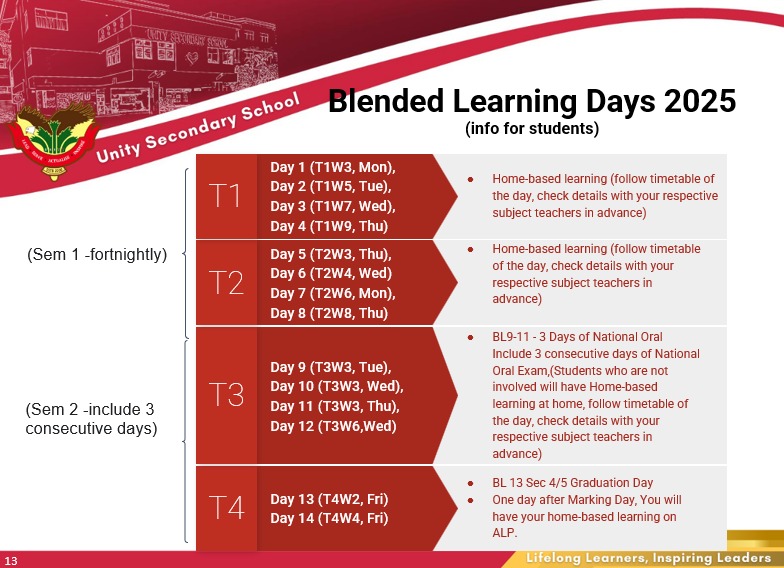 UNITY SECONDARY SCHOOL
Unity Secondary School
Blended Learning Days 2025
(info for students)
(Sem 1 -fortnightly)
T1
Day 1 (T1W3, Mon),
Day 2 (T1W5, Tue),
Day 3 (T1W7, Wed),
Day 4 (T1W9, Thu)
Home-based learning (follow timetable of
the day, check details with your respective
subject teachers in advance)
T2
Day 5 (T2W3, Thu),
Day 6 (T2W4, Wed)
Day 7 (T2W6, Mon),
Day 8 (T2W8, Thu)
Home-based learning (follow timetable
of the day, check details with your
respective subject teachers in
advance)
(Sem 2 -include 3
consecutive days)
T3
Day 9 (T3W3, Tue),
Day 10 (T3W3, Wed),
Day 11 (T3W3, Thu),
Day 12 (T3W6,Wed)
BL9-11 - 3 Days of National Oral
Include 3 consecutive days of National
Oral Exam,(Students who are not
involved will have Home-based
learning at home, follow timetable of
the day, check details with your
respective subject teachers in
advance)
T4
Day 13 (T4W2, Fri)
Day 14 (T4W4, Fri)
BL 13 Sec 4/5 Graduation Day
One day after Marking Day, You will
have your home-based learning on
ALP.
13
Lifelong Learners, Inspiring Leaders